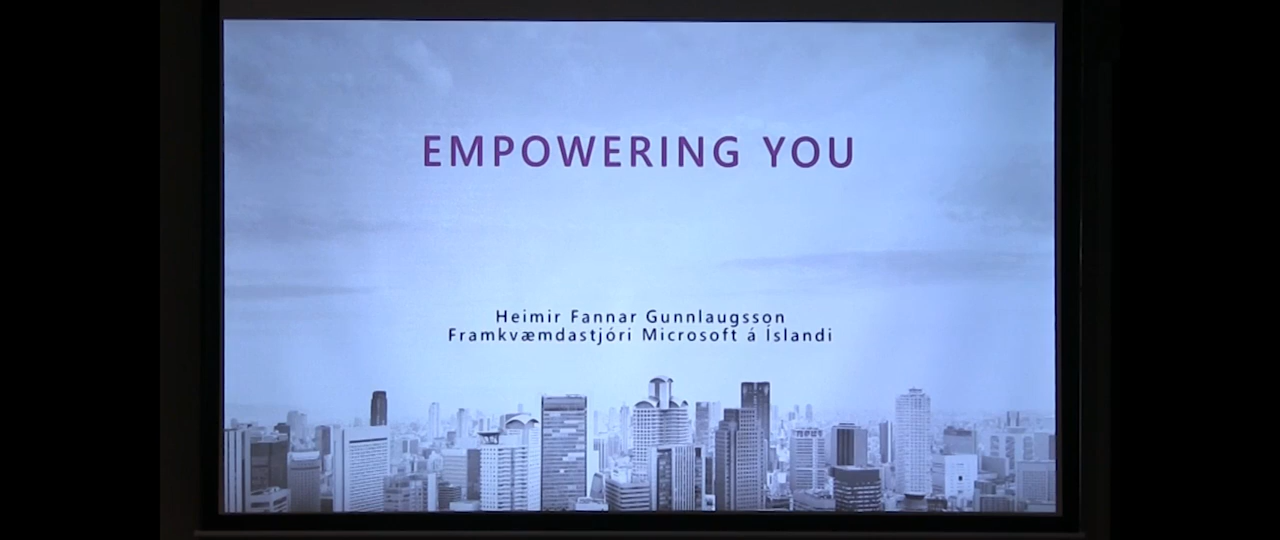 EMPOWERING YOU
Heimir Fannar Gunnlaugsson
Framkvæmdastjóri Microsoft á Íslandi